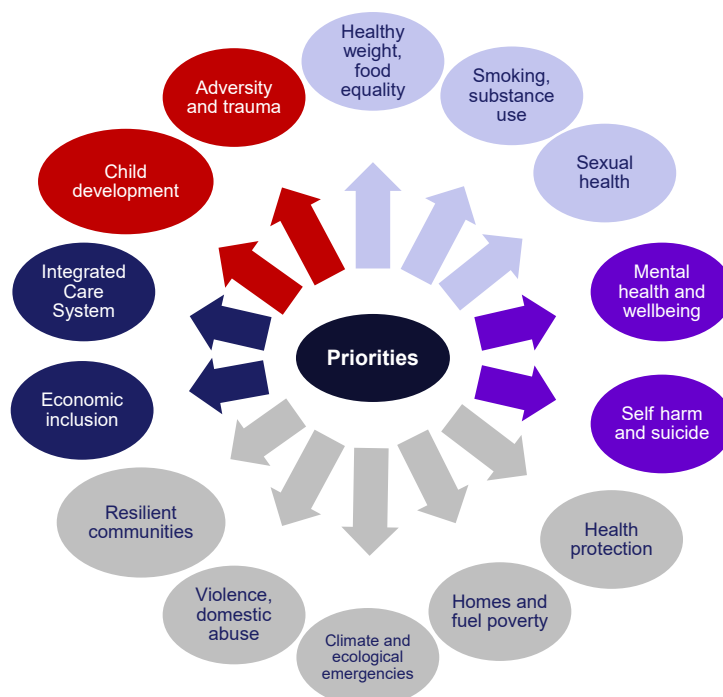 Healthy
weight,
food
equality
Smoking,
substance
use
Sexual
health
Mental
health and
wellbeing
Self harm
and suicide
Health
protection
Homes and
fuel poverty
Climate and
ecological
emergencies
Violence,
domestic
abuse
Resilient
communities
Economic
inclusion
Integrated
Care
System
Child
development
Adversity
and trauma
Priorities